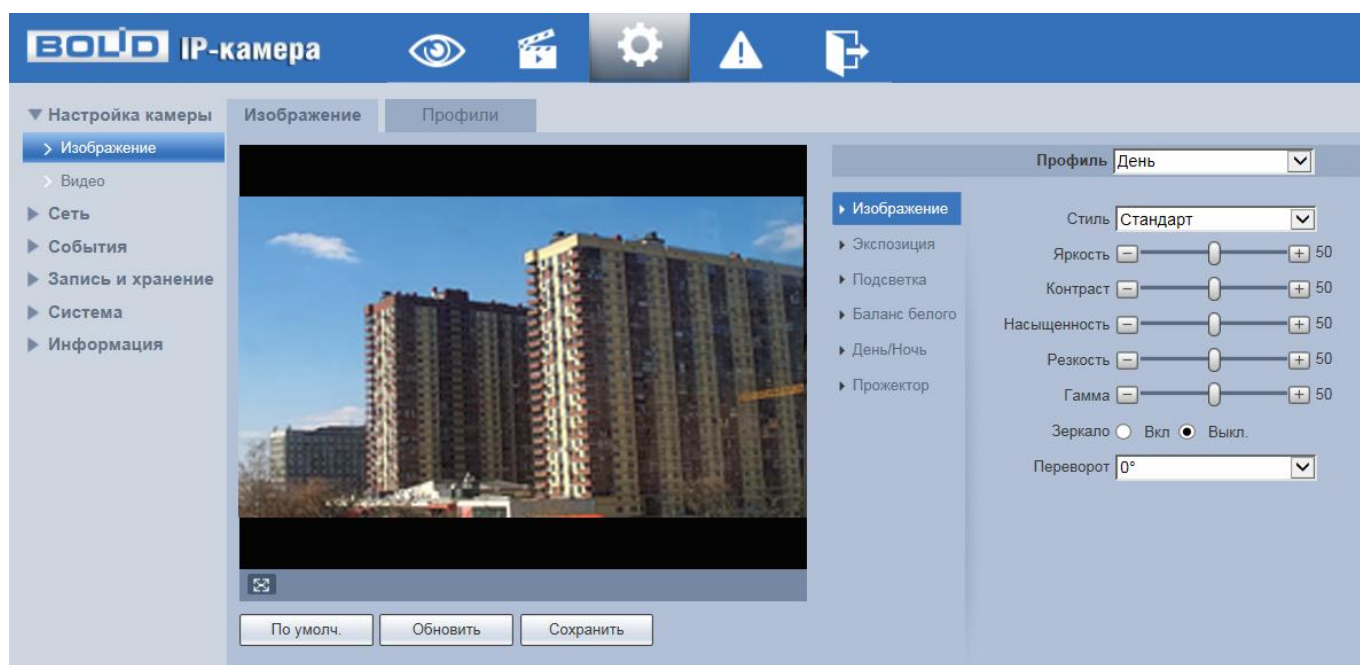 BOLID IP-камера
Настройка камеры
Изображение
Видео
Сеть
События
Запись и хранение
Система
Информация
Изображение Профили
По умолч. Обновить Сохранить
Профиль День
Изображение
Экспозиция
Подсветка
Баланс белого
День/Ночь
Прожектор
Стиль Стандарт
Яркость 50
Контраст 50
Насыщенность 50
Резкость 50
Гамма 50
Зеркало Вкл Выкл.
Переворот 0°